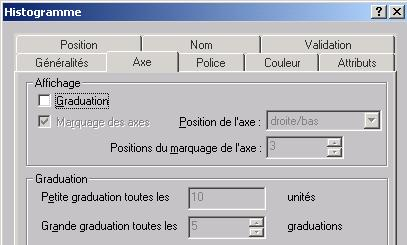 Histogramme
Position Nom Validation
Généralités Axe Police Couleur Attributs
Affichage
Graduation
Marquage des axes Position de l'axe : droite/bas
Positions du marquage de l'axe : 3
Graduation
Petite graduation toutes les 10 unités
Grande graduation toutes les 5 graduations